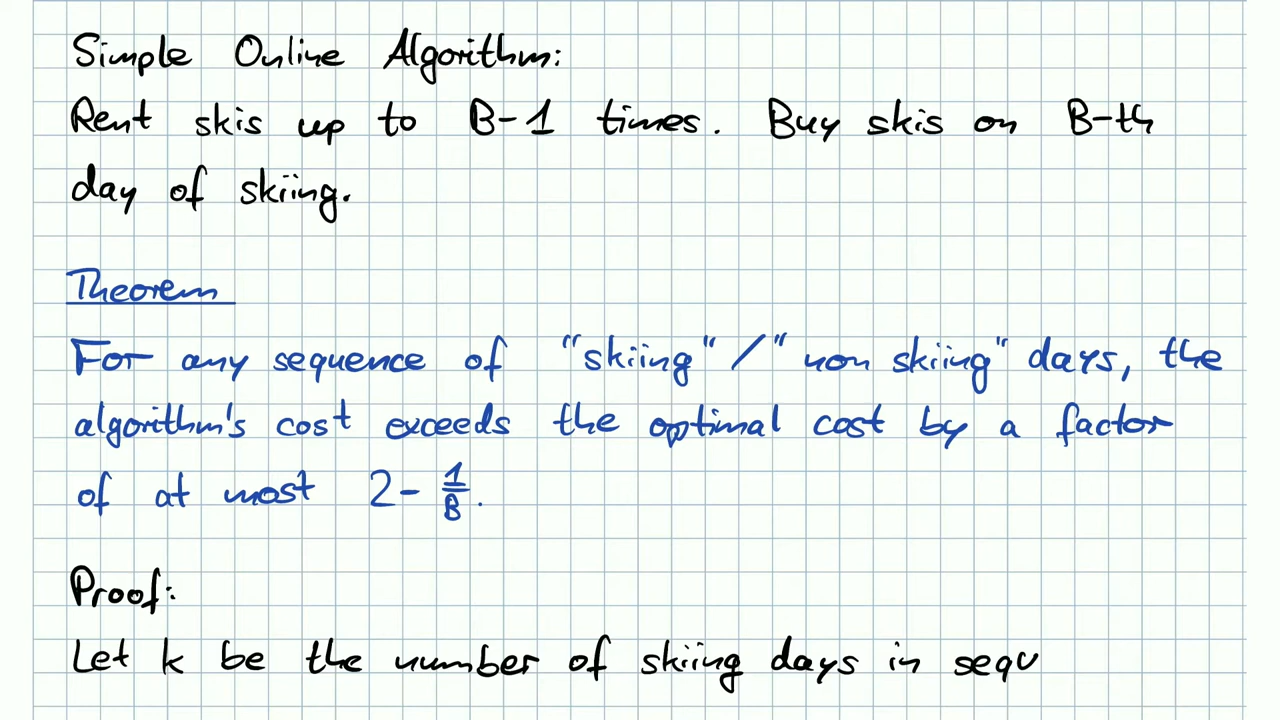 Simple Online Algorithm:
Rent skis up to B-1 times. Buy skis on B-th
day of skiing.
Theorem
For any sequence of "skiing" / "non skiing" days, the
algorithm's cost exceeds the optimal cost by a factor
of at most 2 - 1/B.
Proof:
Let k be the number of skiing days in sequ